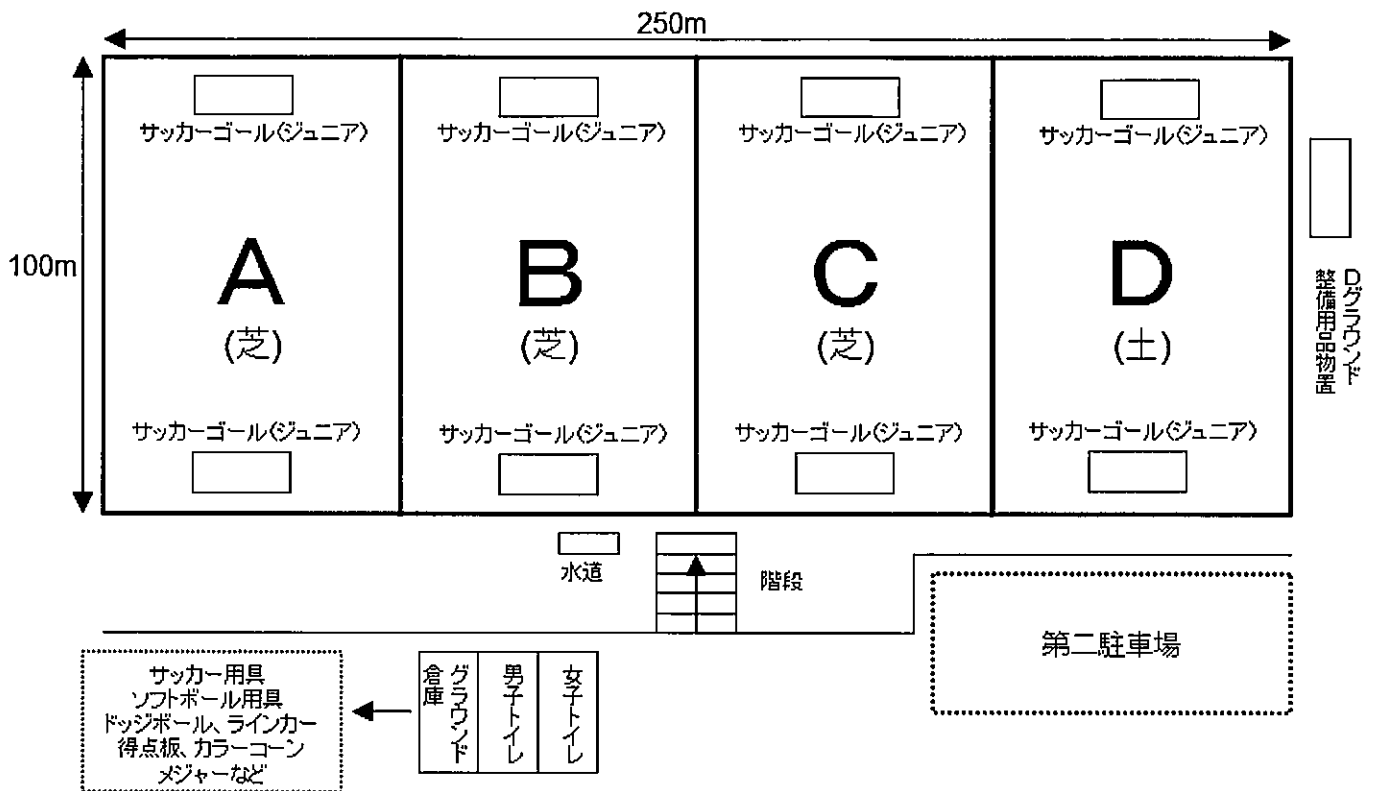 250m
100m
サッカーゴール(ジュニア)
サッカーゴール(ジュニア)
サッカーゴール(ジュニア)
サッカーゴール(ジュニア)
A
(芝)
B
(芝)
C
(芝)
D
(土)
サッカーゴール(ジュニア)
サッカーゴール(ジュニア)
サッカーゴール(ジュニア)
サッカーゴール(ジュニア)
Dグラウンド
整備用品物置
水道
階段
第二駐車場
サッカー用具
ソフトボール用具
ドッジボール、ラインカー
得点板、カラーコーン
メジャーなど
グラウンド
倉庫
男子トイレ
女子トイレ